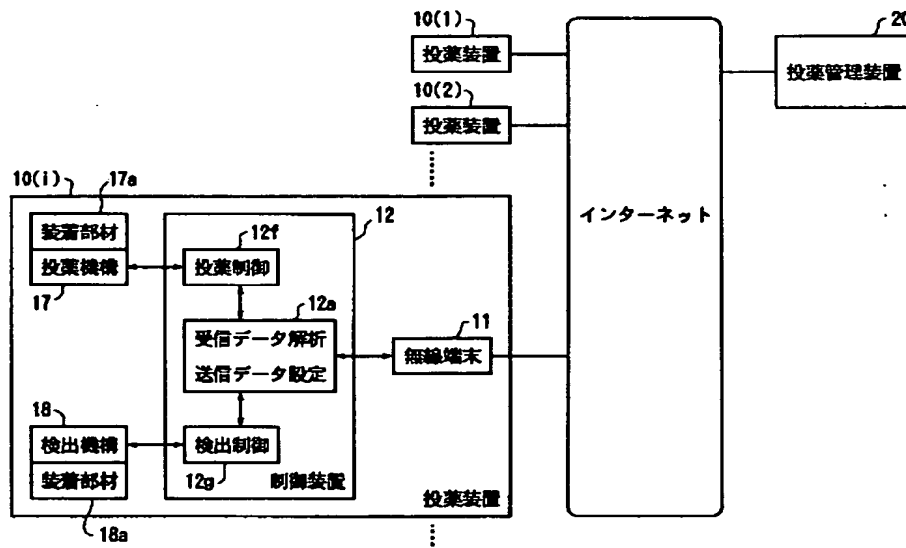 10(1)
投薬装置
10(2)
投薬装置
20
投薬管理装置
インターネット
10(i)
17a
装着部材
投薬機構
17
12
12f
投薬制御
12a
受信データ解析
送信データ設定
11
無線端末
18
検出機構
装着部材
18a
検出制御
12g
制御装置
投薬装置